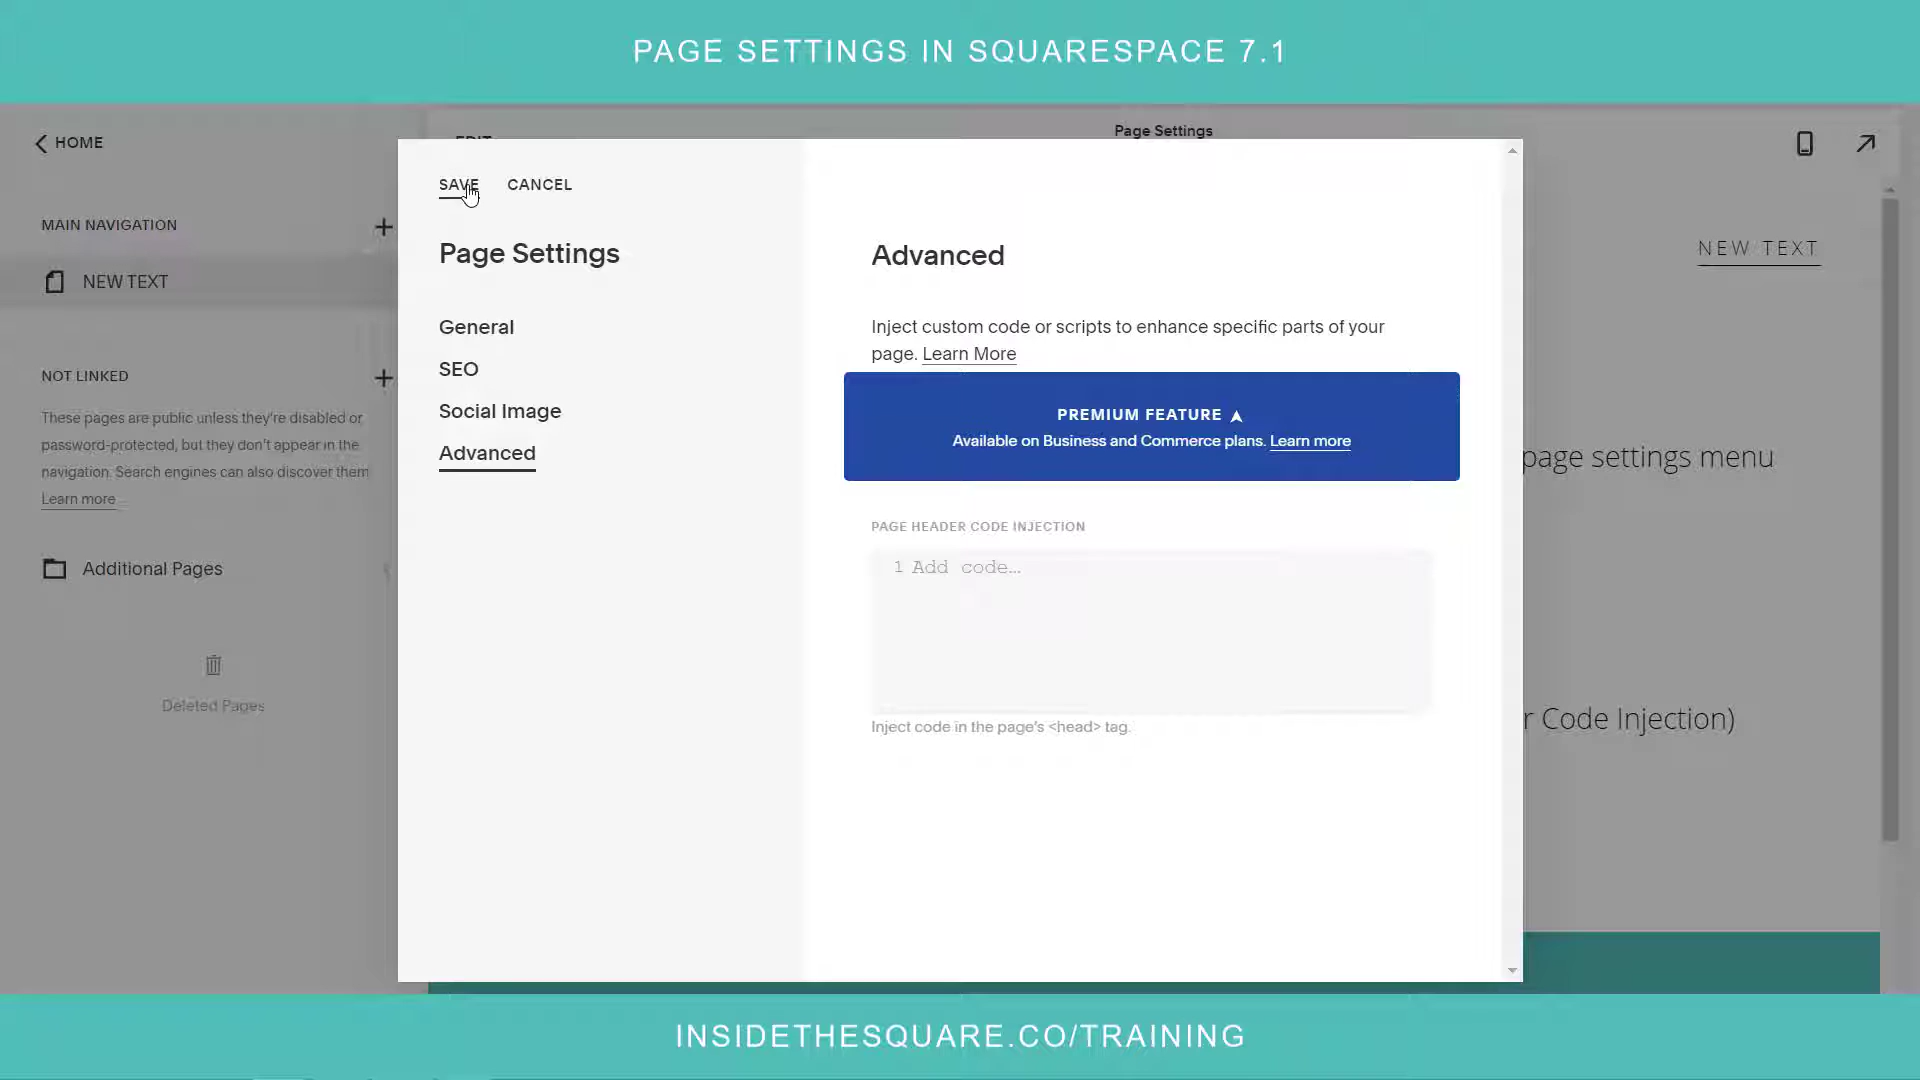 PAGE SETTINGS IN SQUARESPACE 7.1
HOME
EDIT
Page Settings
SAVE
CANCEL
MAIN NAVIGATION
NEW TEXT
NOT LINKED
These pages are public unless they're disabled or
password-protected, but they don't appear in the
navigation. Search engines can also discover them
Learn more
Additional Pages
Deleted Pages
Page Settings
General
SEO
Social Image
Advanced
Advanced
Inject custom code or scripts to enhance specific parts of your
page. Learn More
PREMIUM FEATURE
Available on Business and Commerce plans. Learn more
PAGE HEADER CODE INJECTION
1 Add code...
Inject code in the page's <head> tag.
NEW TEXT
page settings menu
r Code Injection)
INSIDETHESQUARE.CO/TRAINING